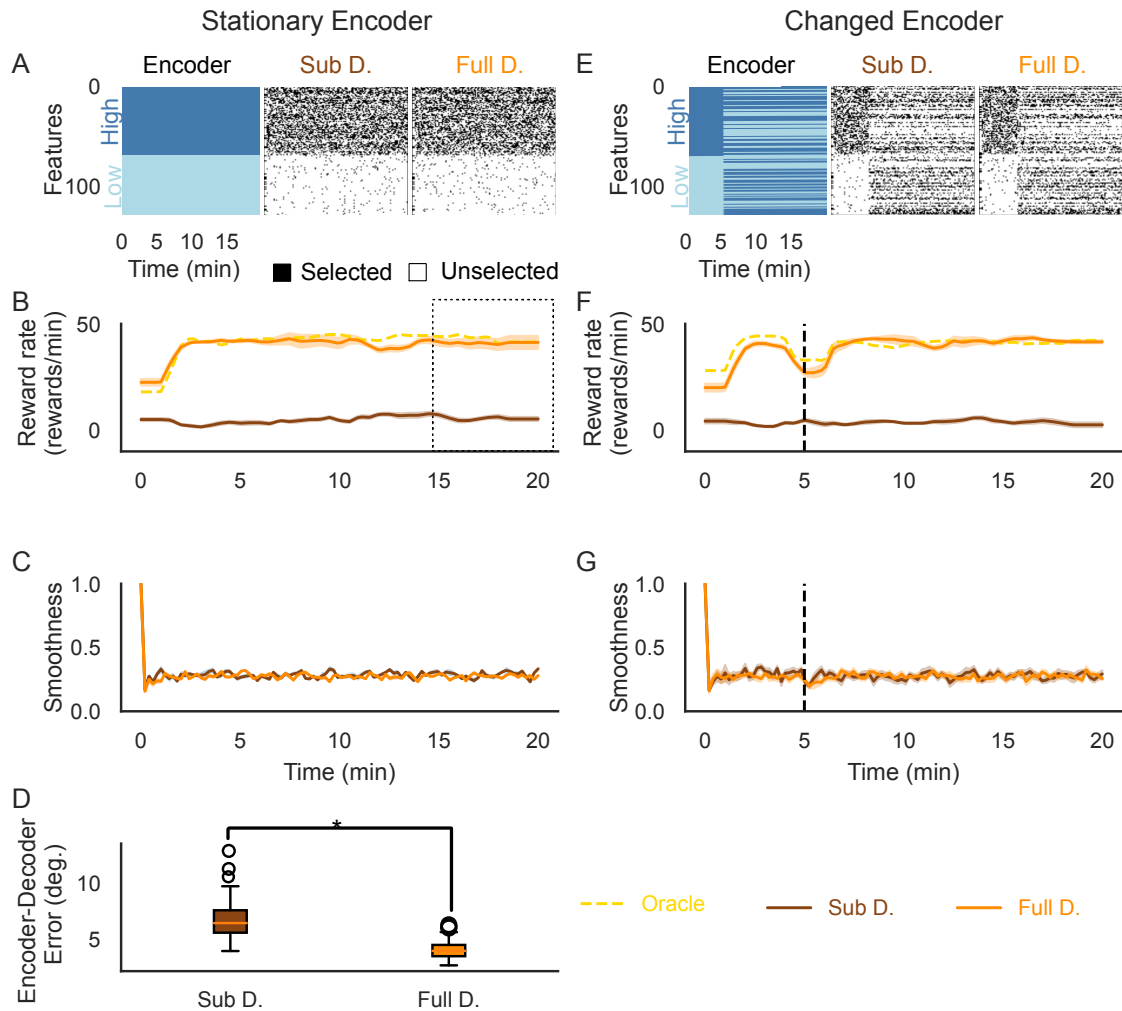 Stationary Encoder
Changed Encoder
A
Encoder
Sub D.
Full D.
Features
High
Low
0
100
0 5 10 15
Time (min)
Selected
Unselected
E
Encoder
Sub D.
Full D.
Features
High
Low
0
100
0 5 10 15
Time (min)
B
Reward rate
(rewards/min)
50
0
0 5 10 15 20
F
Reward rate
(rewards/min)
50
0
0 5 10 15 20
C
Smoothness
1.0
0.5
0.0
0 5 10 15 20
Time (min)
G
Smoothness
1.0
0.5
0.0
0 5 10 15 20
Time (min)
D
Encoder-Decoder
Error (deg.)
10
5
*
Sub D.
Full D.
Oracle
Sub D.
Full D.